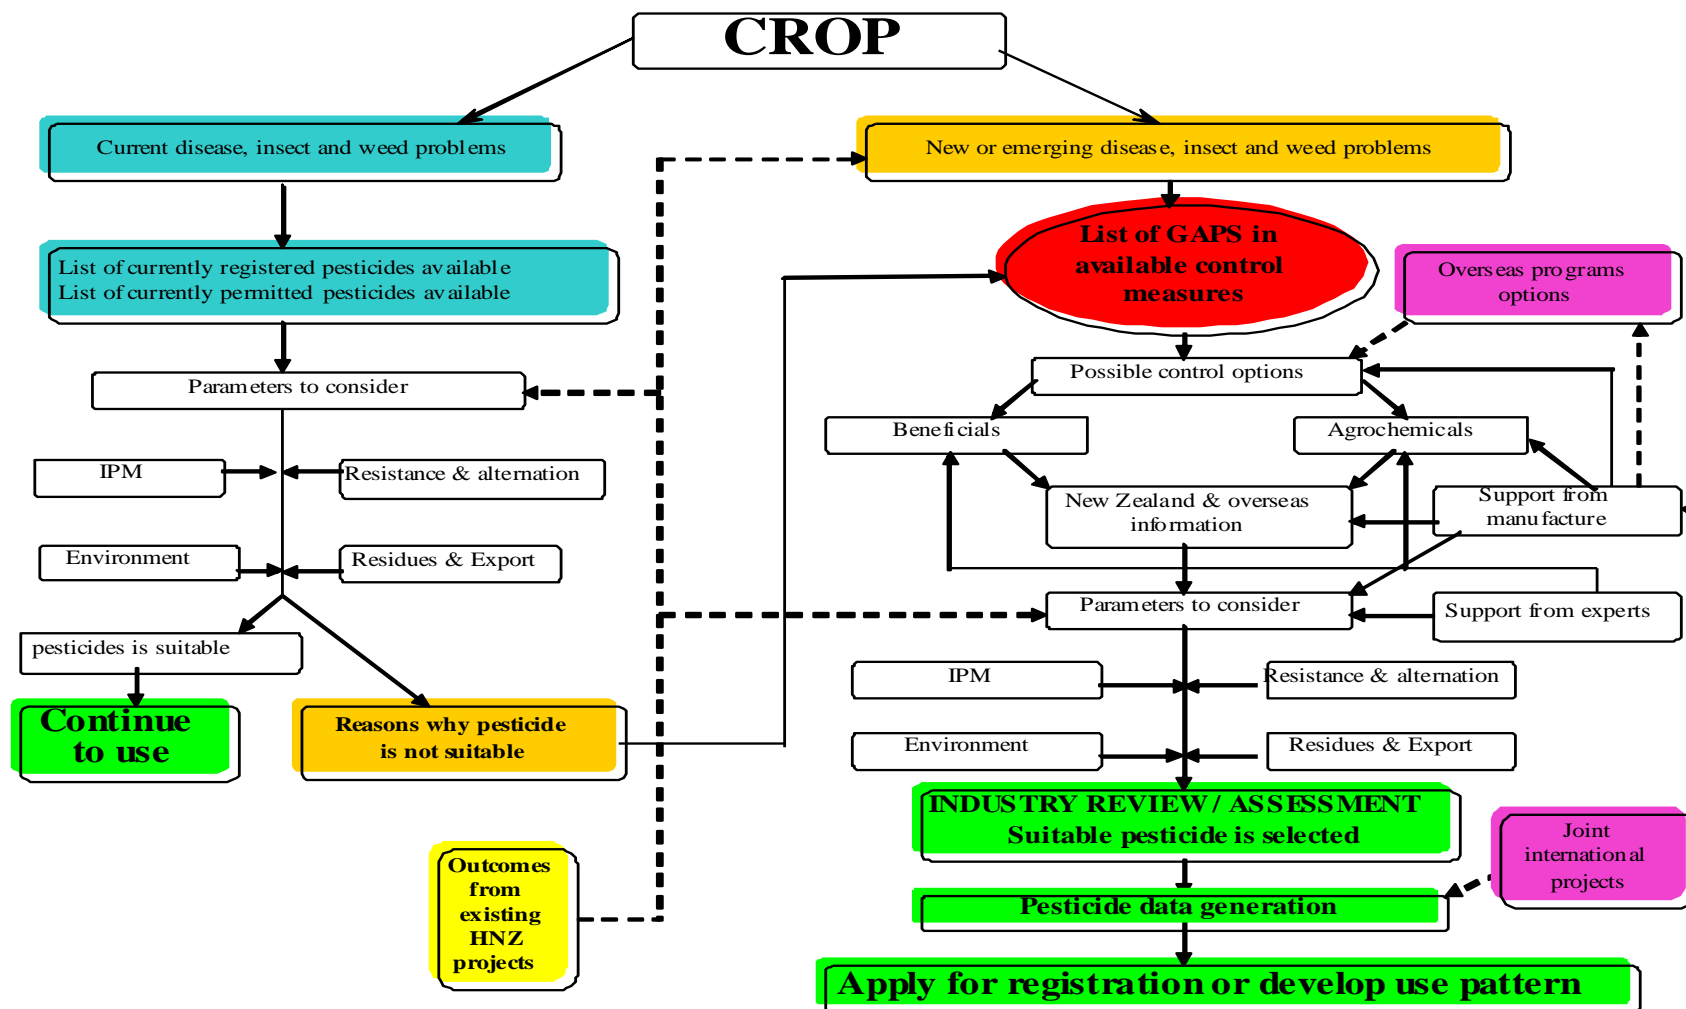 CROP
Current disease, insect and weed problems
New or emerging disease, insect and weed problems
List of currently registered pesticides available
List of currently permitted pesticides available
List of GAPS in
available control
measures
Overseas programs
options
Parameters to consider
Possible control options
Beneficials
Agrochemicals
IPM
Resistance & alternation
New Zealand & overseas
information
Support from
manufacture
Environment
Residues & Export
Parameters to consider
Support from experts
pesticides is suitable
IPM
Resistance & alternation
Continue
to use
Reasons why pesticide
is not suitable
Environment
Residues & Export
INDUSTRY REVIEW / ASSESSMENT
Suitable pesticide is selected
Outcomes
from
existing
HNZ
projects
Joint
international
projects
Pesticide data generation
Apply for registration or develop use pattern